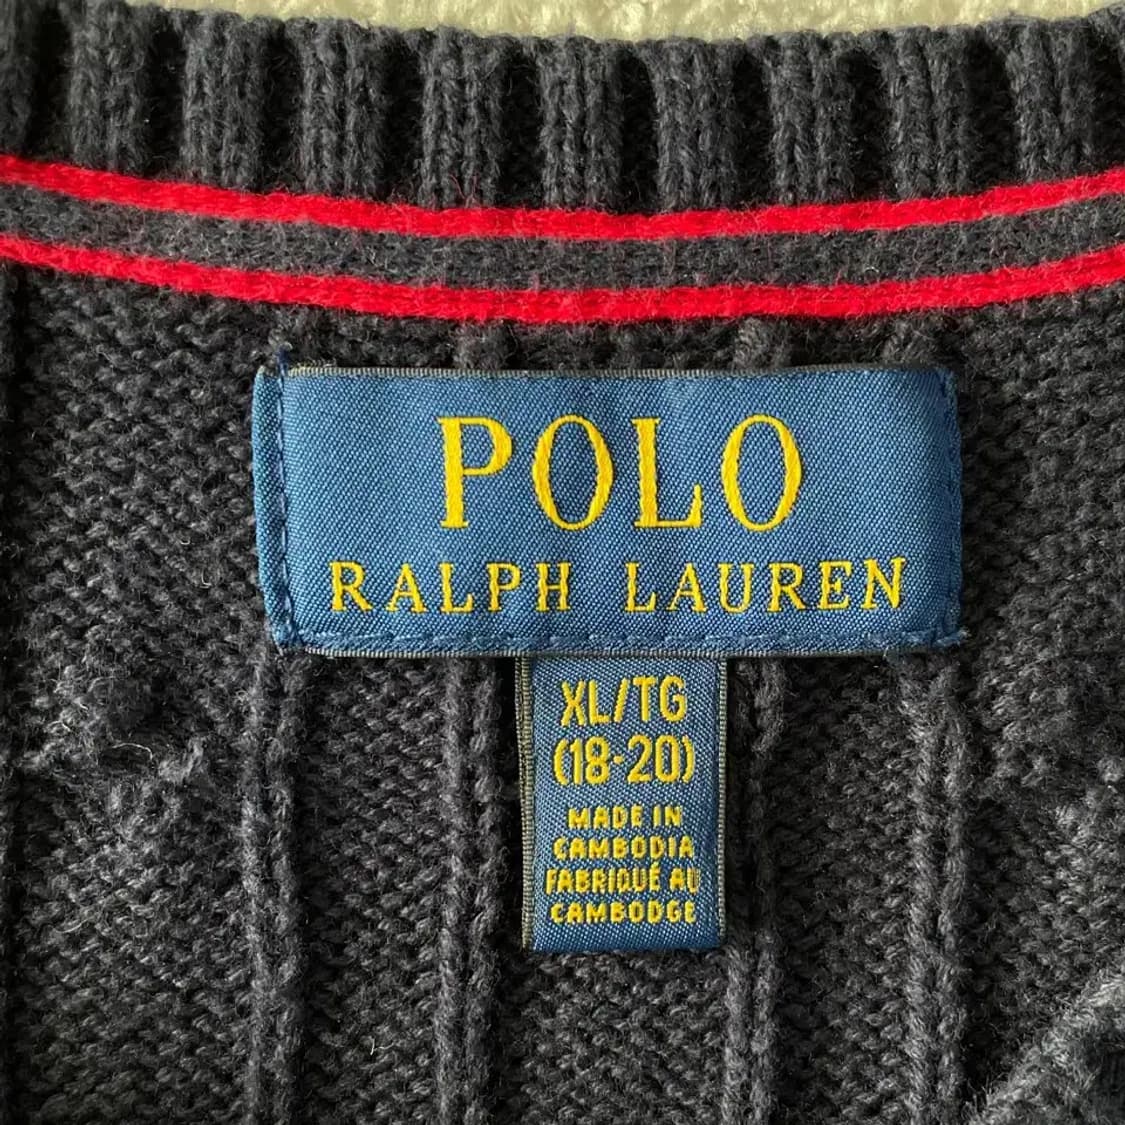 POLO
RALPH LAUREN
XL/TG
(18-20)
MADE IN
CAMBODIA
FABRIQUÉ AU
CAMBODGE